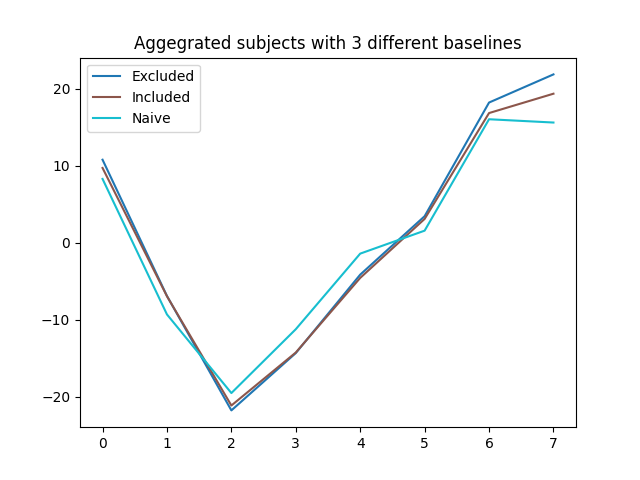 Aggegrated subjects with 3 different baselines
Excluded
Included
Naive
20
10
0
−10
−20
0 1 2 3 4 5 6 7